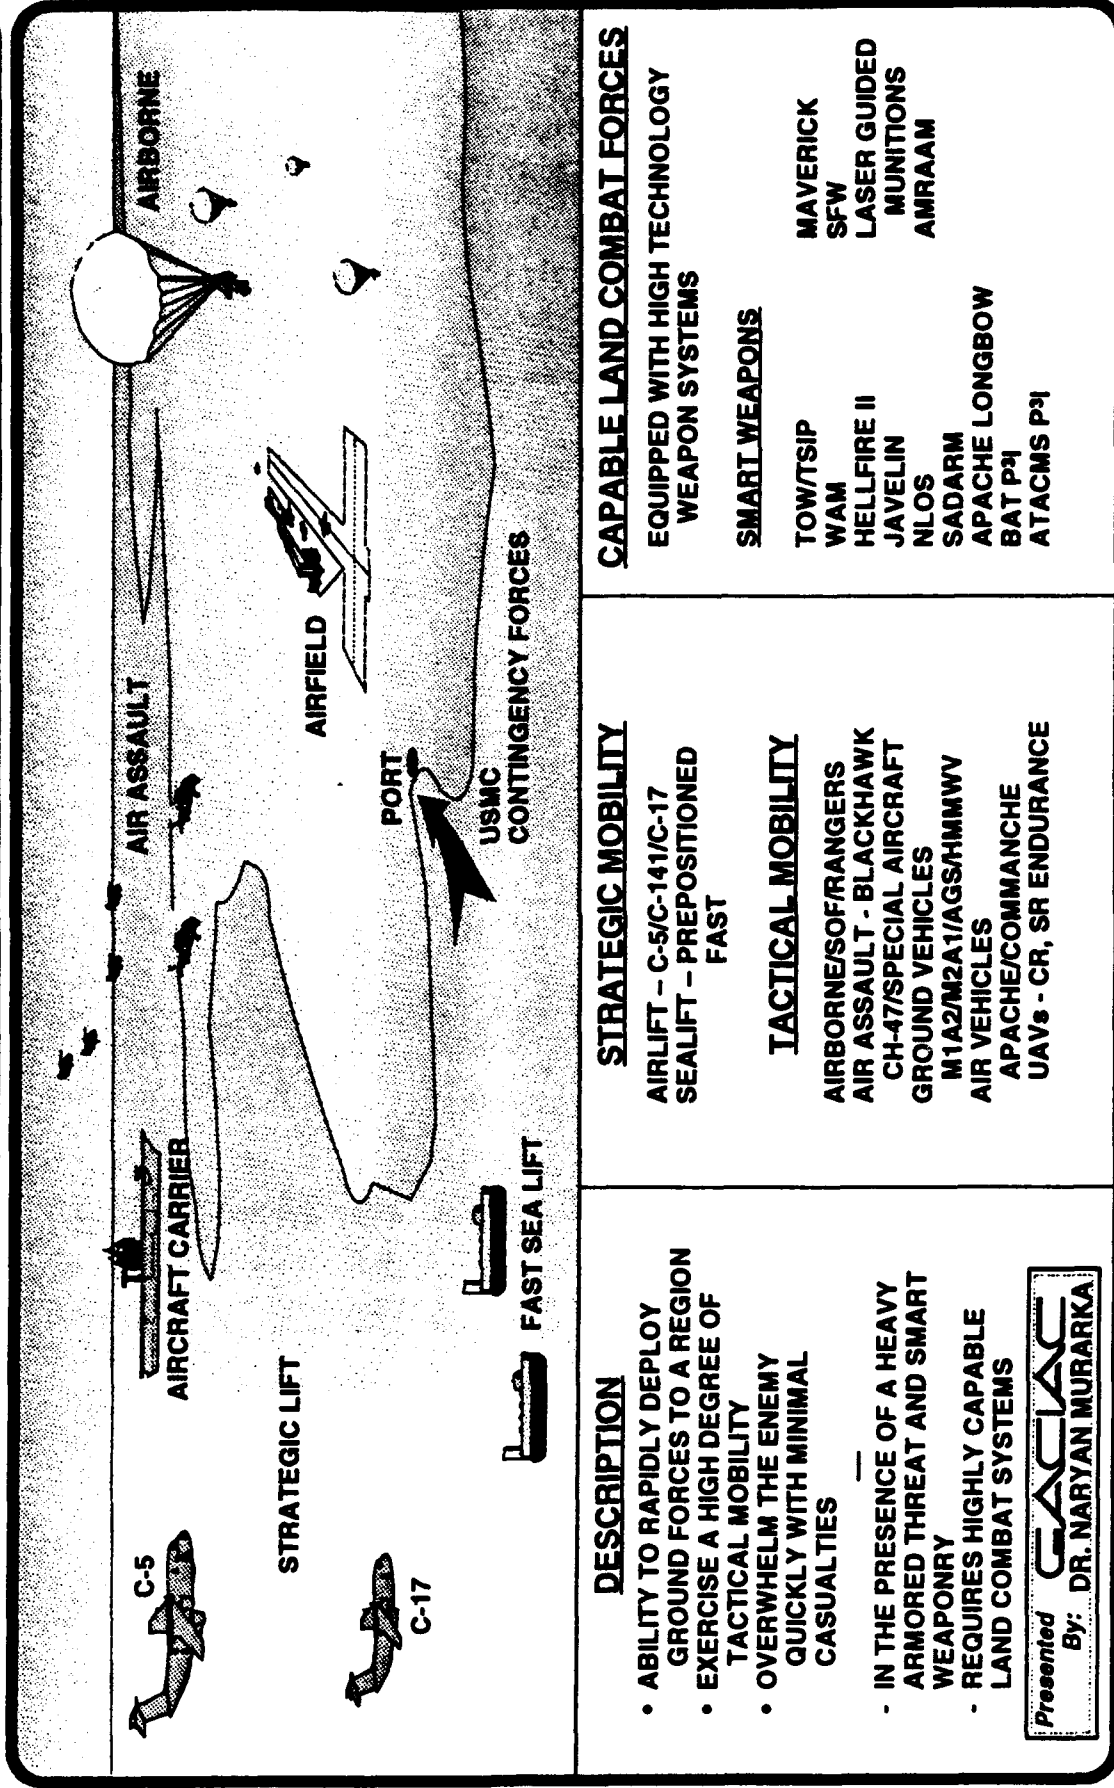 AIRBORNE
AIR ASSAULT
AIRCRAFT CARRIER
C-5
STRATEGIC LIFT
AIRFIELD
PORT
C-17
USMC
CONTINGENCY FORCES
FAST SEA LIFT
DESCRIPTION
• ABILITY TO RAPIDLY DEPLOY
GROUND FORCES TO A REGION
• EXERCISE A HIGH DEGREE OF
TACTICAL MOBILITY
• OVERWHELM THE ENEMY
QUICKLY WITH MINIMAL
CASUALTIES
- IN THE PRESENCE OF A HEAVY
ARMORED THREAT AND SMART
WEAPONRY
- REQUIRES HIGHLY CAPABLE
LAND COMBAT SYSTEMS
Presented GACIAC
By: DR. NARYAN MURARKA
STRATEGIC MOBILITY
AIRLIFT – C-5/C-141/C-17
SEALIFT – PREPOSITIONED
FAST
TACTICAL MOBILITY
AIRBORNE/SOF/RANGERS
AIR ASSAULT - BLACKHAWK
CH-47/SPECIAL AIRCRAFT
GROUND VEHICLES
M1A2/M2A1/AGS/HMMWV
AIR VEHICLES
APACHE/COMMANCHE
UAVs - CR, SR ENDURANCE
CAPABLE LAND COMBAT FORCES
EQUIPPED WITH HIGH TECHNOLOGY
WEAPON SYSTEMS
SMART WEAPONS
TOW/TSIP
WAM
HELLFIRE II
JAVELIN
NLOS
SADARM
APACHE LONGBOW
BAT P³I
ATACMS P³I
MAVERICK
SFW
LASER GUIDED
MUNITIONS
AMRAAM